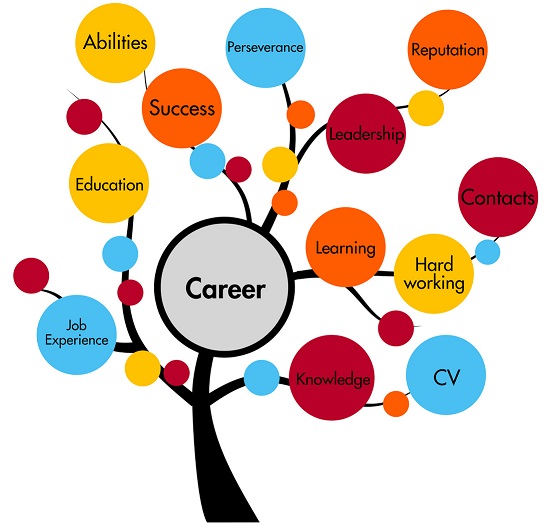 Abilities
Perseverance
Reputation
Success
Leadership
Education
Contacts
Learning
Hard
working
Career
Job
Experience
Knowledge
CV